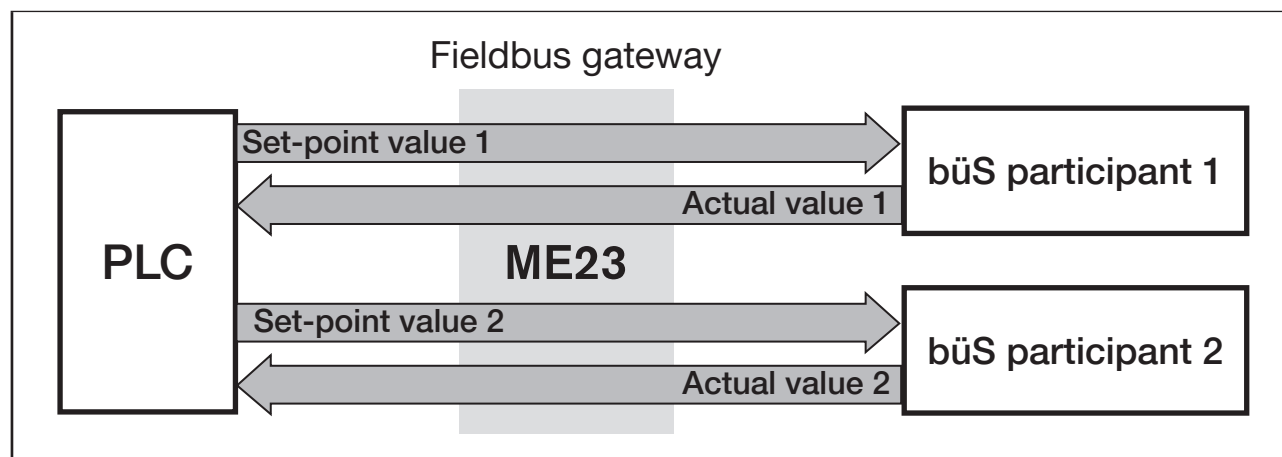 Fieldbus gateway
Set-point value 1
büS participant 1
Actual value 1
PLC
ME23
Set-point value 2
büS participant 2
Actual value 2